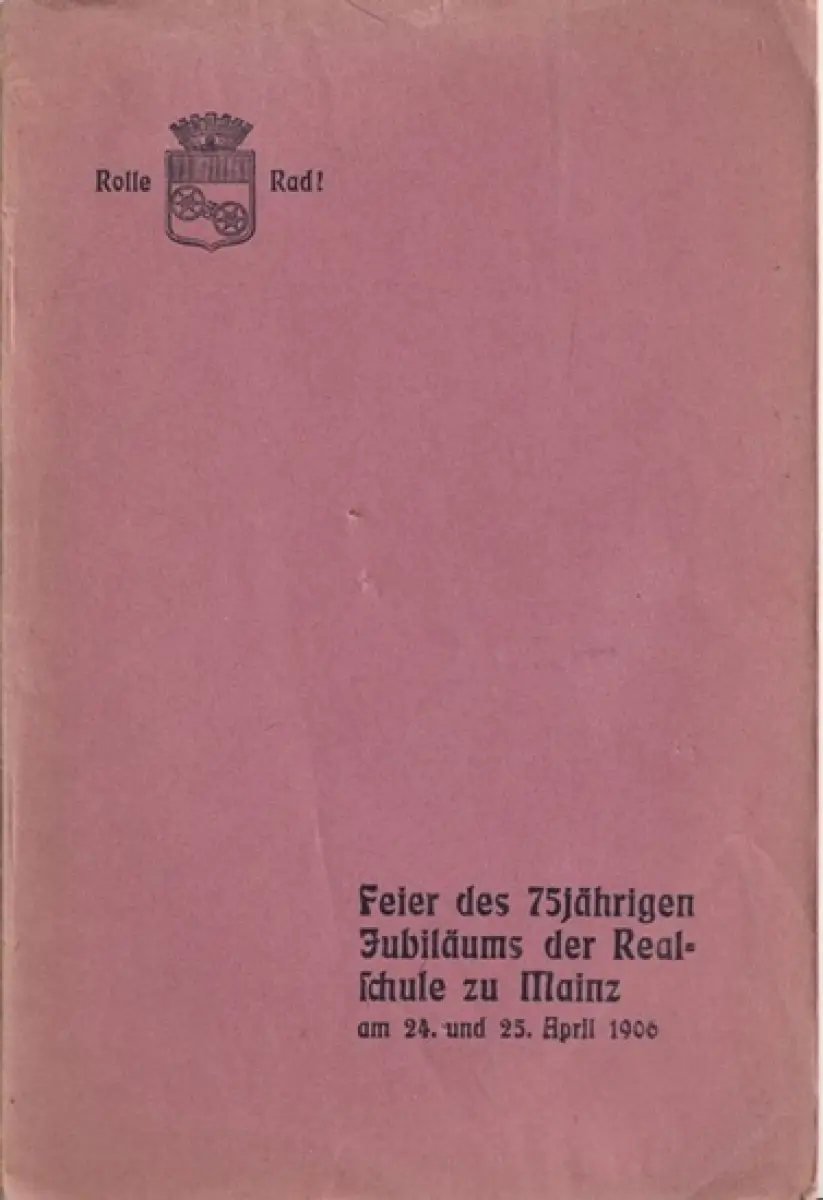 Rolle Rad!
Feier des 75jährigen
Jubiläums der Real-
schule zu Mainz
am 24. und 25. April 1906